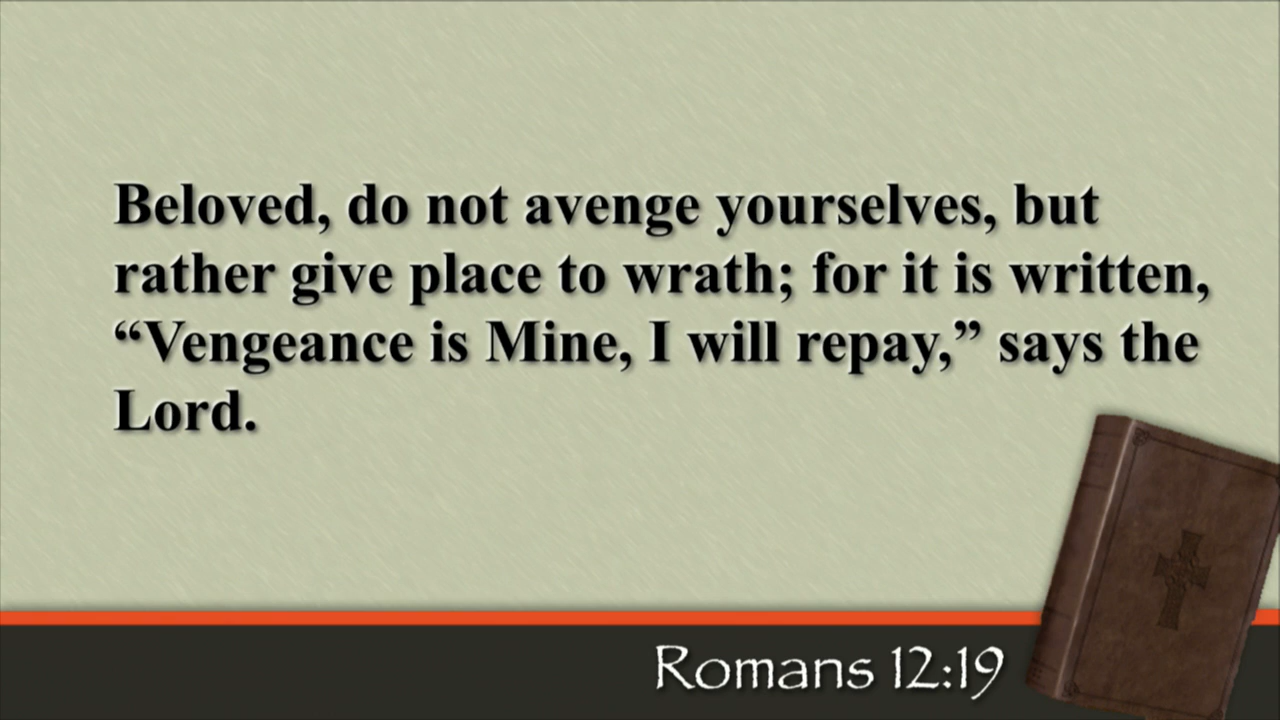 Beloved, do not avenge yourselves, but
rather give place to wrath; for it is written,
“Vengeance is Mine, I will repay,” says the
Lord.
Romans 12:19